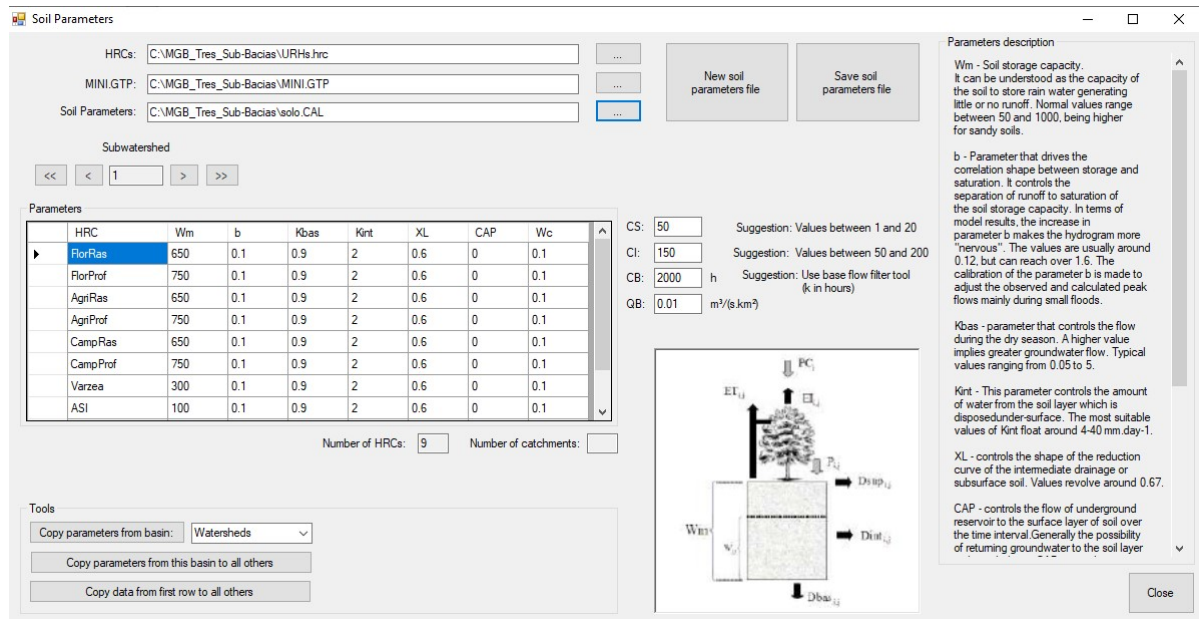 Soil Parameters
HRCs: C:\MGB_Tres_Sub-Bacias\URHs.hrc ...
MINI.GTP: C:\MGB_Tres_Sub-Bacias\MINI.GTP ...
Soil Parameters: C:\MGB_Tres_Sub-Bacias\solo.CAL ...
New soil
parameters file
Save soil
parameters file
Subwatershed
<< < 1 > >>
Parameters
HRC Wm b Kbas Kint XL CAP Wc
FlorRas 650 0.1 0.9 2 0.6 0 0.1
FlorProf 750 0.1 0.9 2 0.6 0 0.1
AgriRas 650 0.1 0.9 2 0.6 0 0.1
AgriProf 750 0.1 0.9 2 0.6 0 0.1
CampRas 650 0.1 0.9 2 0.6 0 0.1
CampProf 750 0.1 0.9 2 0.6 0 0.1
Varzea 300 0.1 0.9 2 0.6 0 0.1
ASI 100 0.1 0.9 2 0.6 0 0.1
Number of HRCs: 9 Number of catchments:
CS: 50 Suggestion: Values between 1 and 20
CI: 150 Suggestion: Values between 50 and 200
CB: 2000 h Suggestion: Use base flow filter tool
(k in hours)
QB: 0.01 m³/(s.km²)
Tools
Copy parameters from basin: Watersheds
Copy parameters from this basin to all others
Copy data from first row to all others
PCi
ETi,j
EIi,j
Pi,j
Dsupi,j
Wm
Dinti,j
Dbasi,j
Parameters description
Wm - Soil storage capacity.
It can be understood as the capacity of
the soil to store rain water generating
little or no runoff. Normal values range
between 50 and 1000, being higher
for sandy soils.
b - Parameter that drives the
correlation shape between storage and
saturation. It controls the
separation of runoff to saturation of
the soil storage capacity. In terms of
model results, the increase in
parameter b makes the hydrogram more
"nervous". The values are usually around
0.12, but can reach over 1.6. The
calibration of the parameter b is made to
adjust the observed and calculated peak
flows mainly during small floods.
Kbas - parameter that controls the flow
during the dry season. A higher value
implies greater groundwater flow. Typical
values ranging from 0.05 to 5.
Kint - This parameter controls the amount
of water from the soil layer which is
disposedunder-surface. The most suitable
values of Kint float around 4-40 mm.day-1.
XL - controls the shape of the reduction
curve of the intermediate drainage or
subsurface soil. Values revolve around 0.67.
CAP - controls the flow of underground
reservoir to the surface layer of soil over
the time interval.Generally the possibility
of returning groundwater to the soil layer
Close